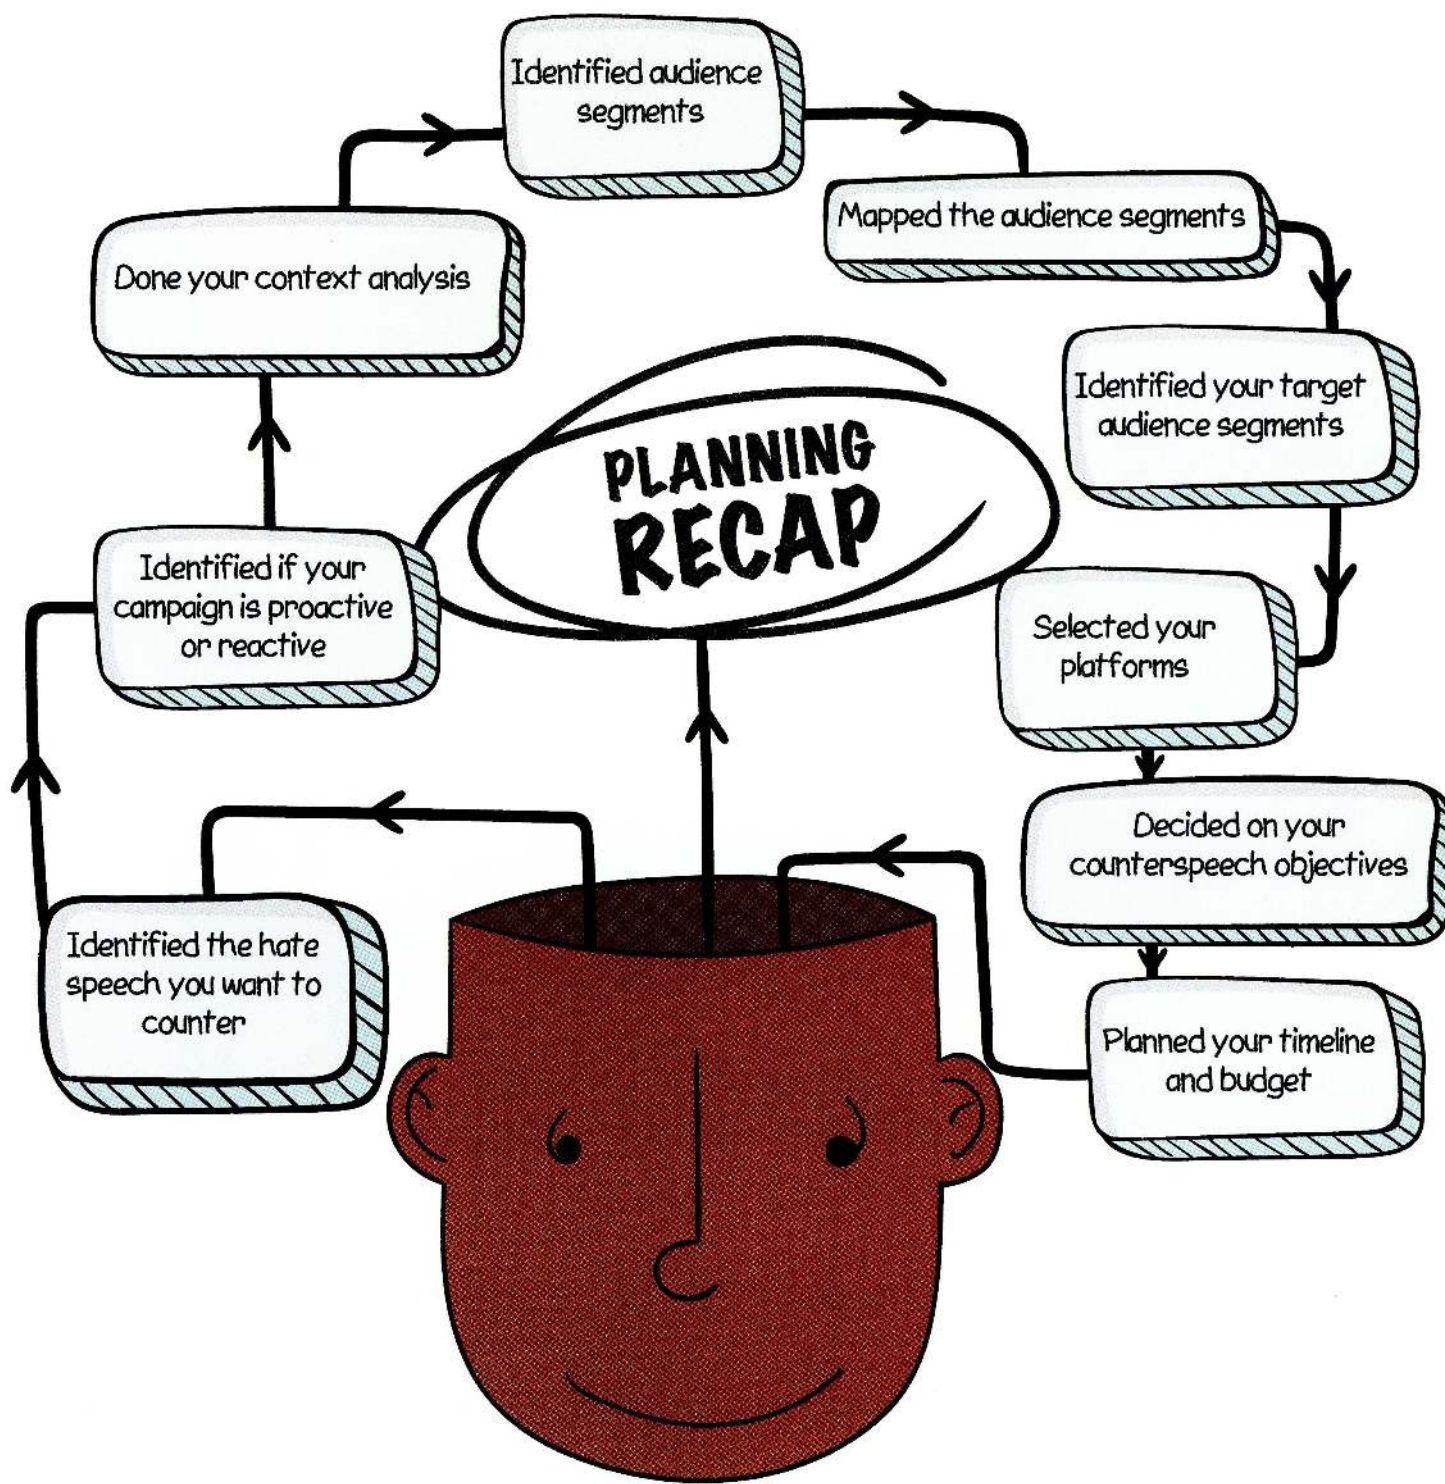 PLANNING
RECAP
Identified the hate
speech you want to
counter
Identified if your
campaign is proactive
or reactive
Done your context analysis
Identified audience
segments
Mapped the audience segments
Identified your target
audience segments
Selected your
platforms
Decided on your
counterspeech objectives
Planned your timeline
and budget